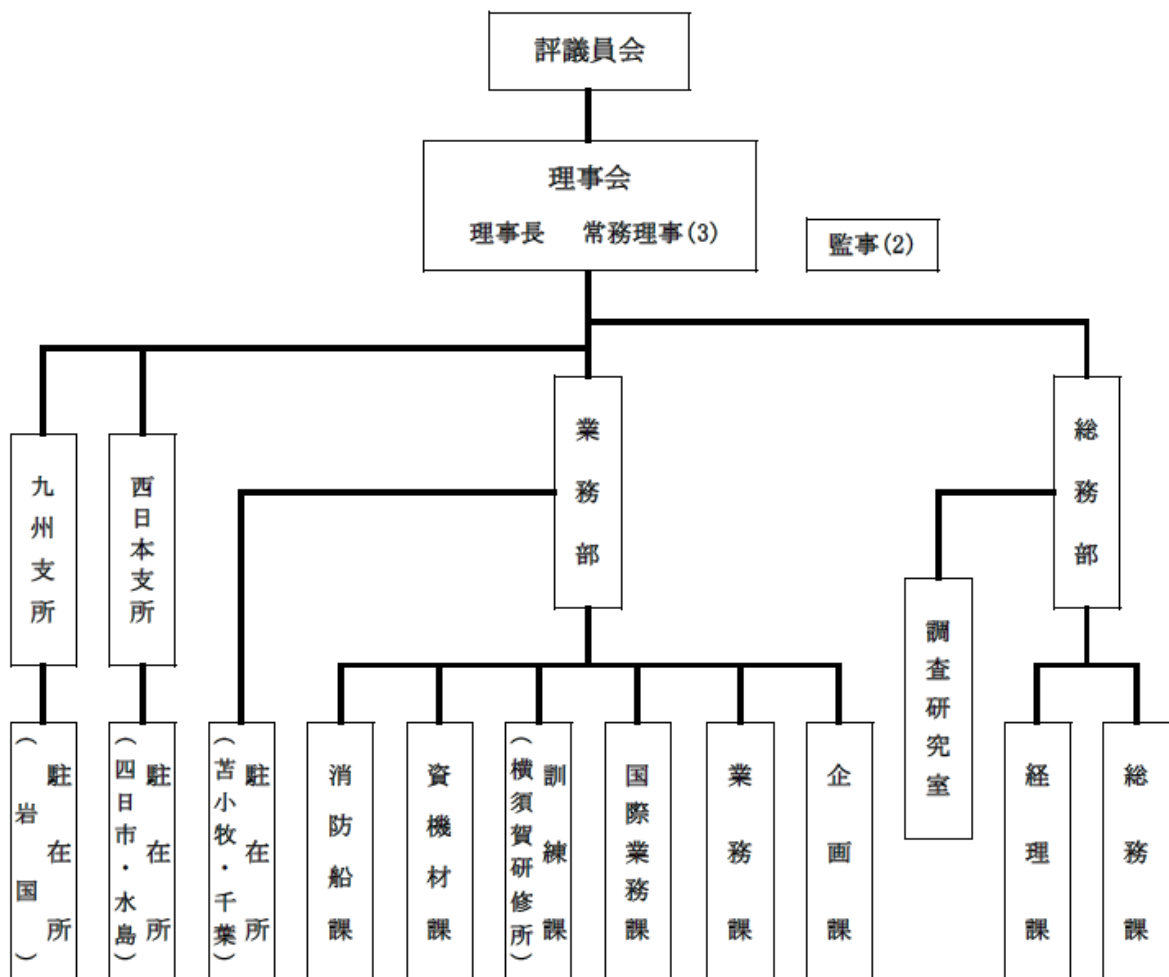 評議員会
理事会
理事長 常務理事(3)
監事(2)
業務部
総務部
九州支所
西日本支所
調査研究室
駐在所
(岩国)
駐在所
(四日市・水島)
駐在所
(苫小牧・千葉)
消防船課
資機材課
訓練課
(横須賀研修所)
国際業務課
業務課
企画課
経理課
総務課